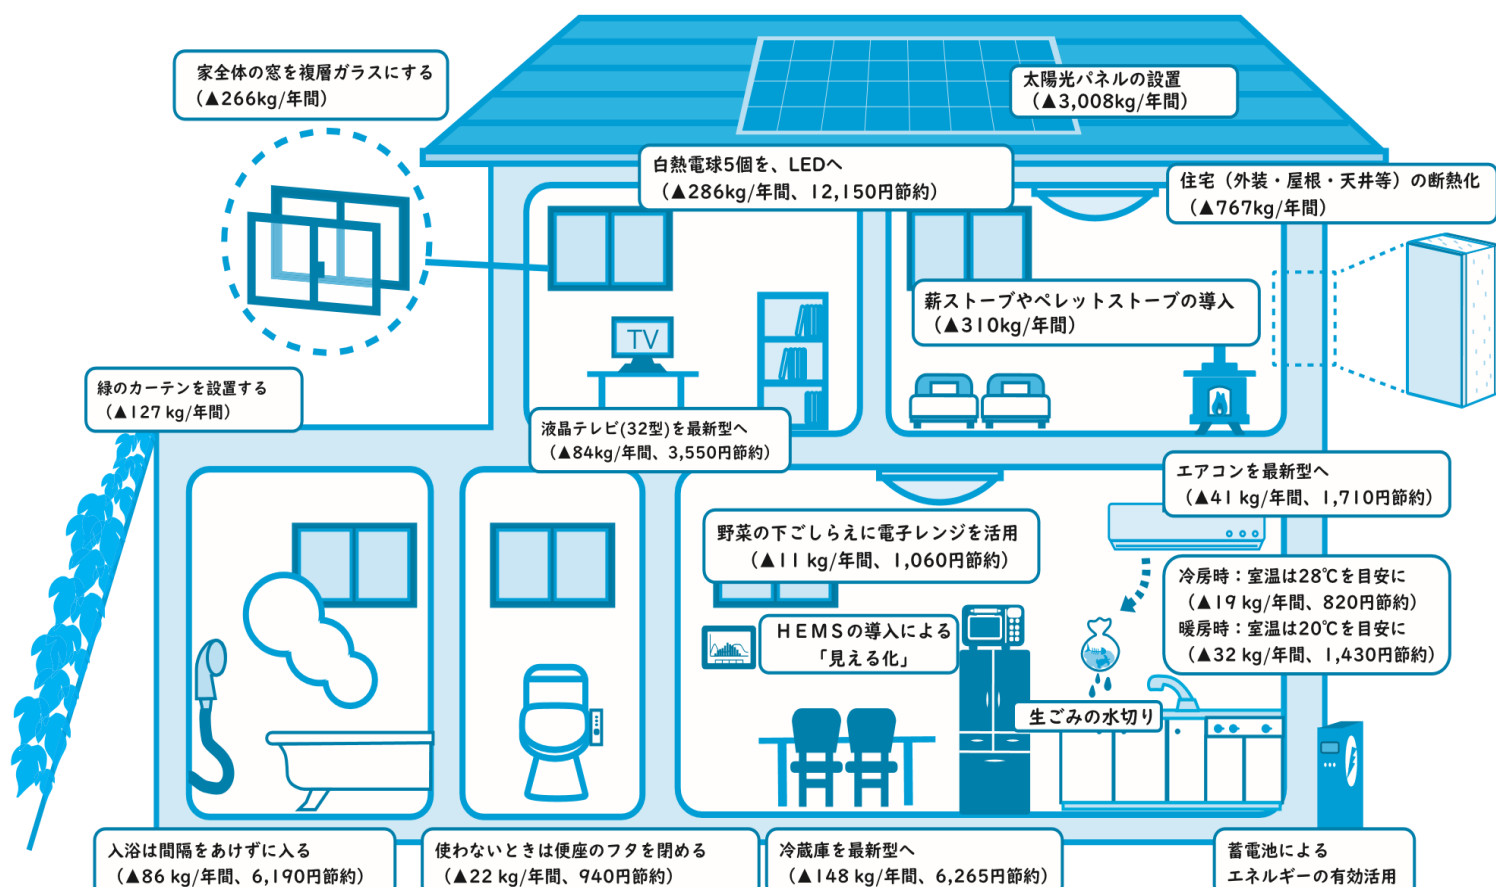 家全体の窓を複層ガラスにする
(▲266kg/年間)
太陽光パネルの設置
(▲3,008kg/年間)
白熱電球5個を、LEDへ
(▲286kg/年間、12,150円節約)
住宅(外装・屋根・天井等)の断熱化
(▲767kg/年間)
薪ストーブやペレットストーブの導入
(▲310kg/年間)
TV
緑のカーテンを設置する
(▲127 kg/年間)
液晶テレビ(32型)を最新型へ
(▲84kg/年間、3,550円節約)
エアコンを最新型へ
(▲41 kg/年間、1,710円節約)
野菜の下ごしらえに電子レンジを活用
(▲11 kg/年間、1,060円節約)
冷房時：室温は28℃を目安に
(▲19 kg/年間、820円節約)
暖房時：室温は20℃を目安に
(▲32 kg/年間、1,430円節約)
HEMSの導入による
「見える化」
生ごみの水切り
入浴は間隔をあけずに入る
(▲86 kg/年間、6,190円節約)
使わないときは便座のフタを閉める
(▲22 kg/年間、940円節約)
冷蔵庫を最新型へ
(▲148 kg/年間、6,265円節約)
蓄電池による
エネルギーの有効活用